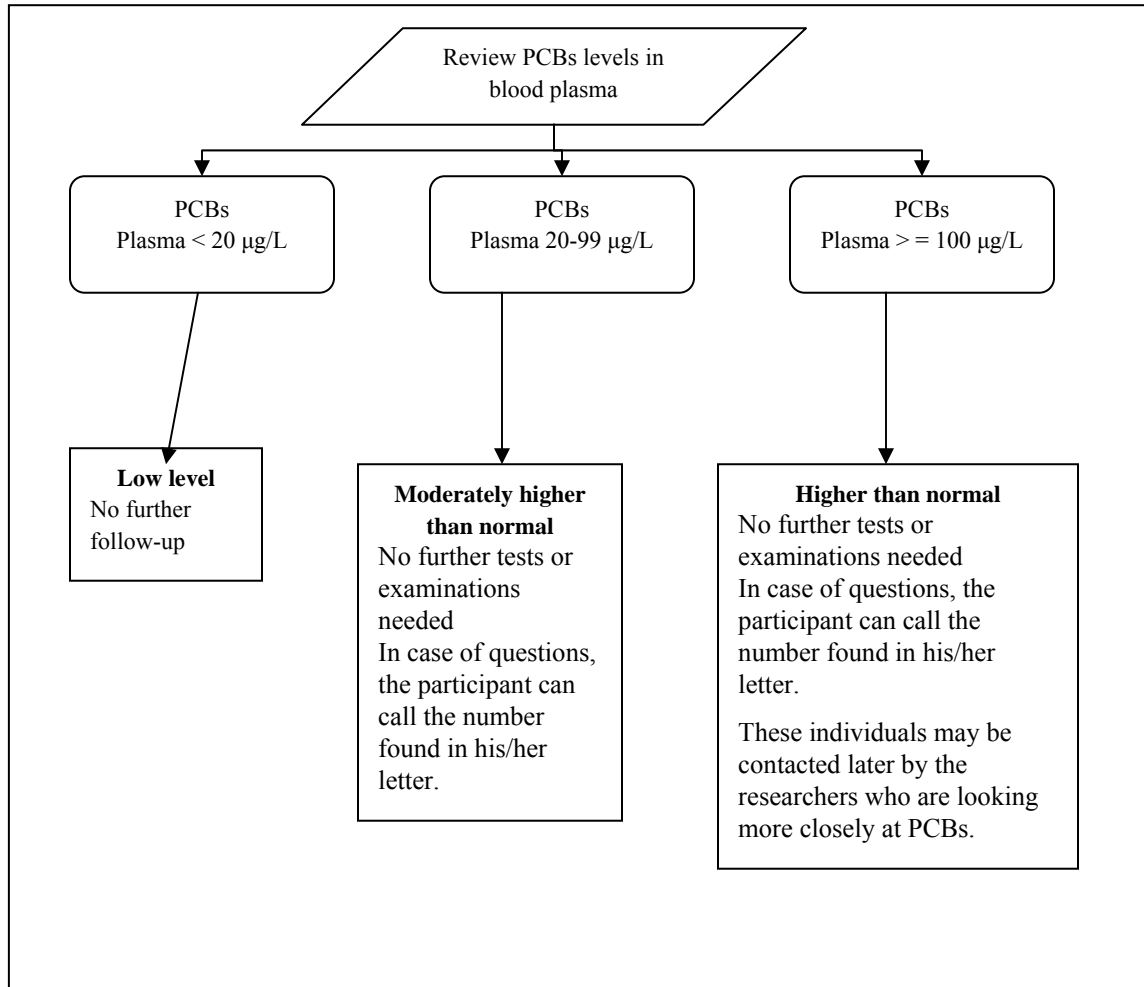 Review PCBs levels in
blood plasma
PCBs
Plasma < 20 μg/L
PCBs
Plasma 20-99 μg/L
PCBs
Plasma > = 100 μg/L
Low level
No further
follow-up
Moderately higher
than normal
No further tests or
examinations
needed
In case of questions,
the participant can
call the number
found in his/her
letter.
Higher than normal
No further tests or
examinations needed
In case of questions, the
participant can call the
number found in his/her
letter.
These individuals may be
contacted later by the
researchers who are looking
more closely at PCBs.